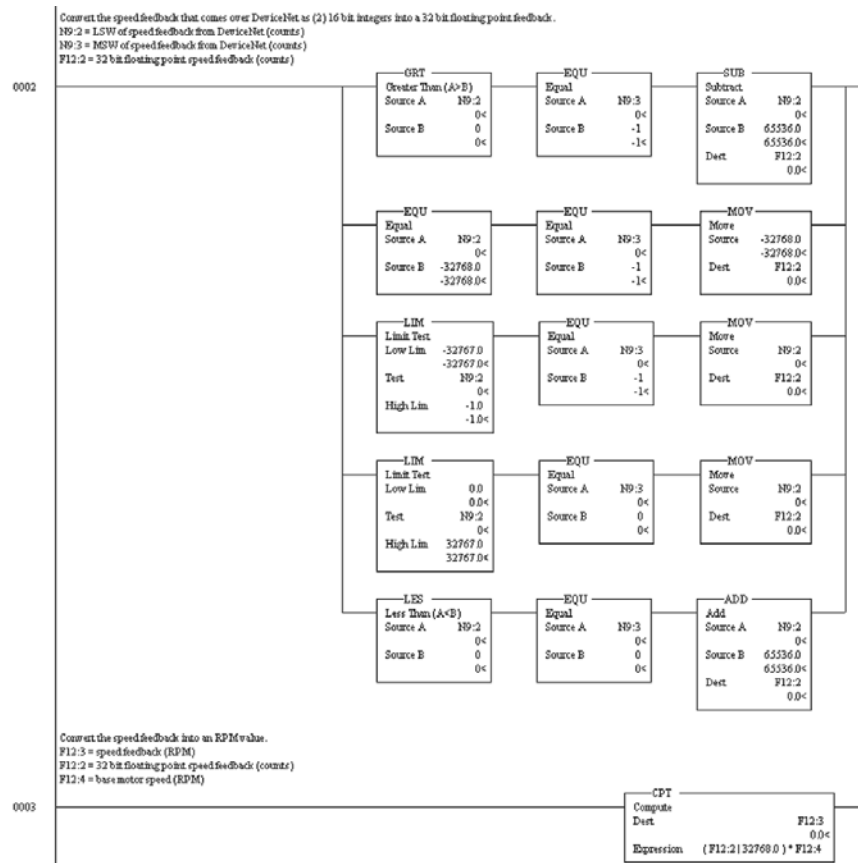 Convert the speed feedback that comes over DeviceNet as (2) 16 bit integers into a 32 bit floating point feedback.
N9:2 = LSW of speed feedback from DeviceNet (counts)
N9:3 = MSW of speed feedback from DeviceNet (counts)
F12:2 = 32 bit floating point speed feedback (counts)
0002
GRT
Greater Than (A>B)
Source A N9:2
0<
Source B 0
0<
EQU
Equal
Source A N9:3
0<
Source B -1
-1<
SUB
Subtract
Source A N9:2
0<
Source B 65536.0
65536.0<
Dest F12:2
0.0<
EQU
Equal
Source A N9:2
0<
Source B -32768.0
-32768.0<
EQU
Equal
Source A N9:3
0<
Source B -1
-1<
MOV
Move
Source -32768.0
-32768.0<
Dest F12:2
0.0<
LIM
Limit Test
Low Lim -32767.0
-32767.0<
Test N9:2
0<
High Lim -1.0
-1.0<
EQU
Equal
Source A N9:3
0<
Source B -1
-1<
MOV
Move
Source N9:2
0<
Dest F12:2
0.0<
LIM
Limit Test
Low Lim 0.0
0.0<
Test N9:2
0<
High Lim 32767.0
32767.0<
EQU
Equal
Source A N9:3
0<
Source B 0
0<
MOV
Move
Source N9:2
0<
Dest F12:2
0.0<
LES
Less Than (A<B)
Source A N9:2
0<
Source B 0
0<
EQU
Equal
Source A N9:3
0<
Source B 0
0<
ADD
Add
Source A N9:2
0<
Source B 65536.0
65536.0<
Dest F12:2
0.0<
Convert the speed feedback into an RPM value.
F12:3 = speed feedback (RPM)
F12:2 = 32 bit floating point speed feedback (counts)
F12:4 = base motor speed (RPM)
0003
CPT
Compute
Dest F12:3
0.0<
Expression ( F12:2 | 32768.0 ) * F12:4